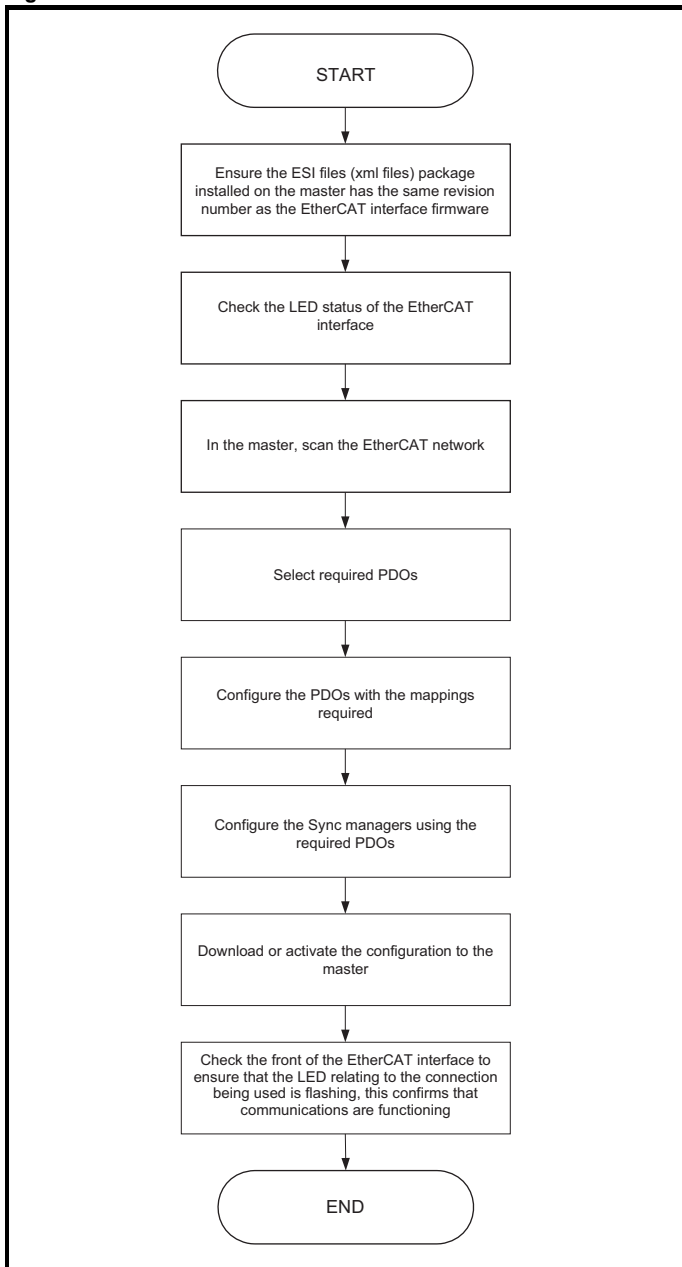 START
Ensure the ESI files (xml files) package
installed on the master has the same revision
number as the EtherCAT interface firmware
Check the LED status of the EtherCAT
interface
In the master, scan the EtherCAT network
Select required PDOs
Configure the PDOs with the mappings
required
Configure the Sync managers using the
required PDOs
Download or activate the configuration to the
master
Check the front of the EtherCAT interface to
ensure that the LED relating to the connection
being used is flashing, this confirms that
communications are functioning
END